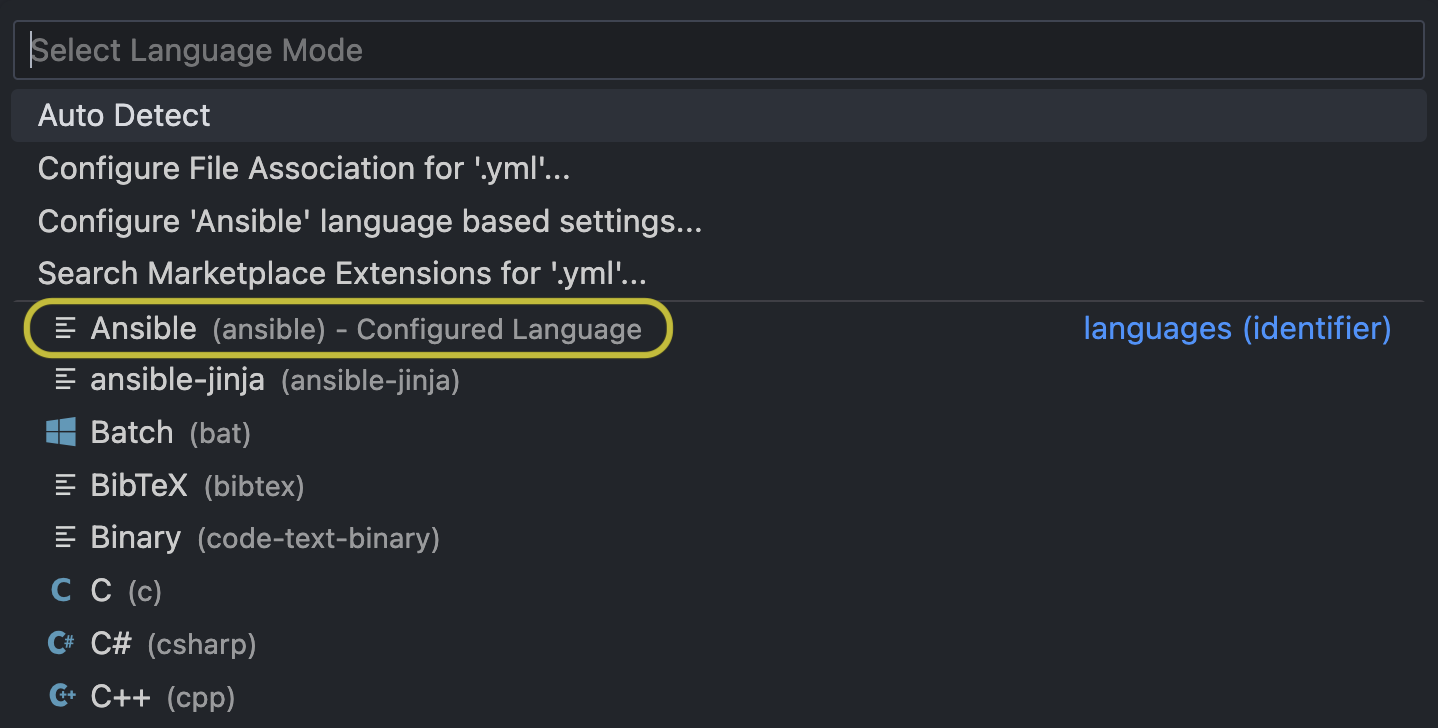 Select Language Mode
Auto Detect
Configure File Association for '.yml'...
Configure 'Ansible' language based settings...
Search Marketplace Extensions for '.yml'...
Ansible (ansible) - Configured Language languages (identifier)
ansible-jinja (ansible-jinja)
Batch (bat)
BibTeX (bibtex)
Binary (code-text-binary)
C C (c)
C# C# (csharp)
C++ C++ (cpp)